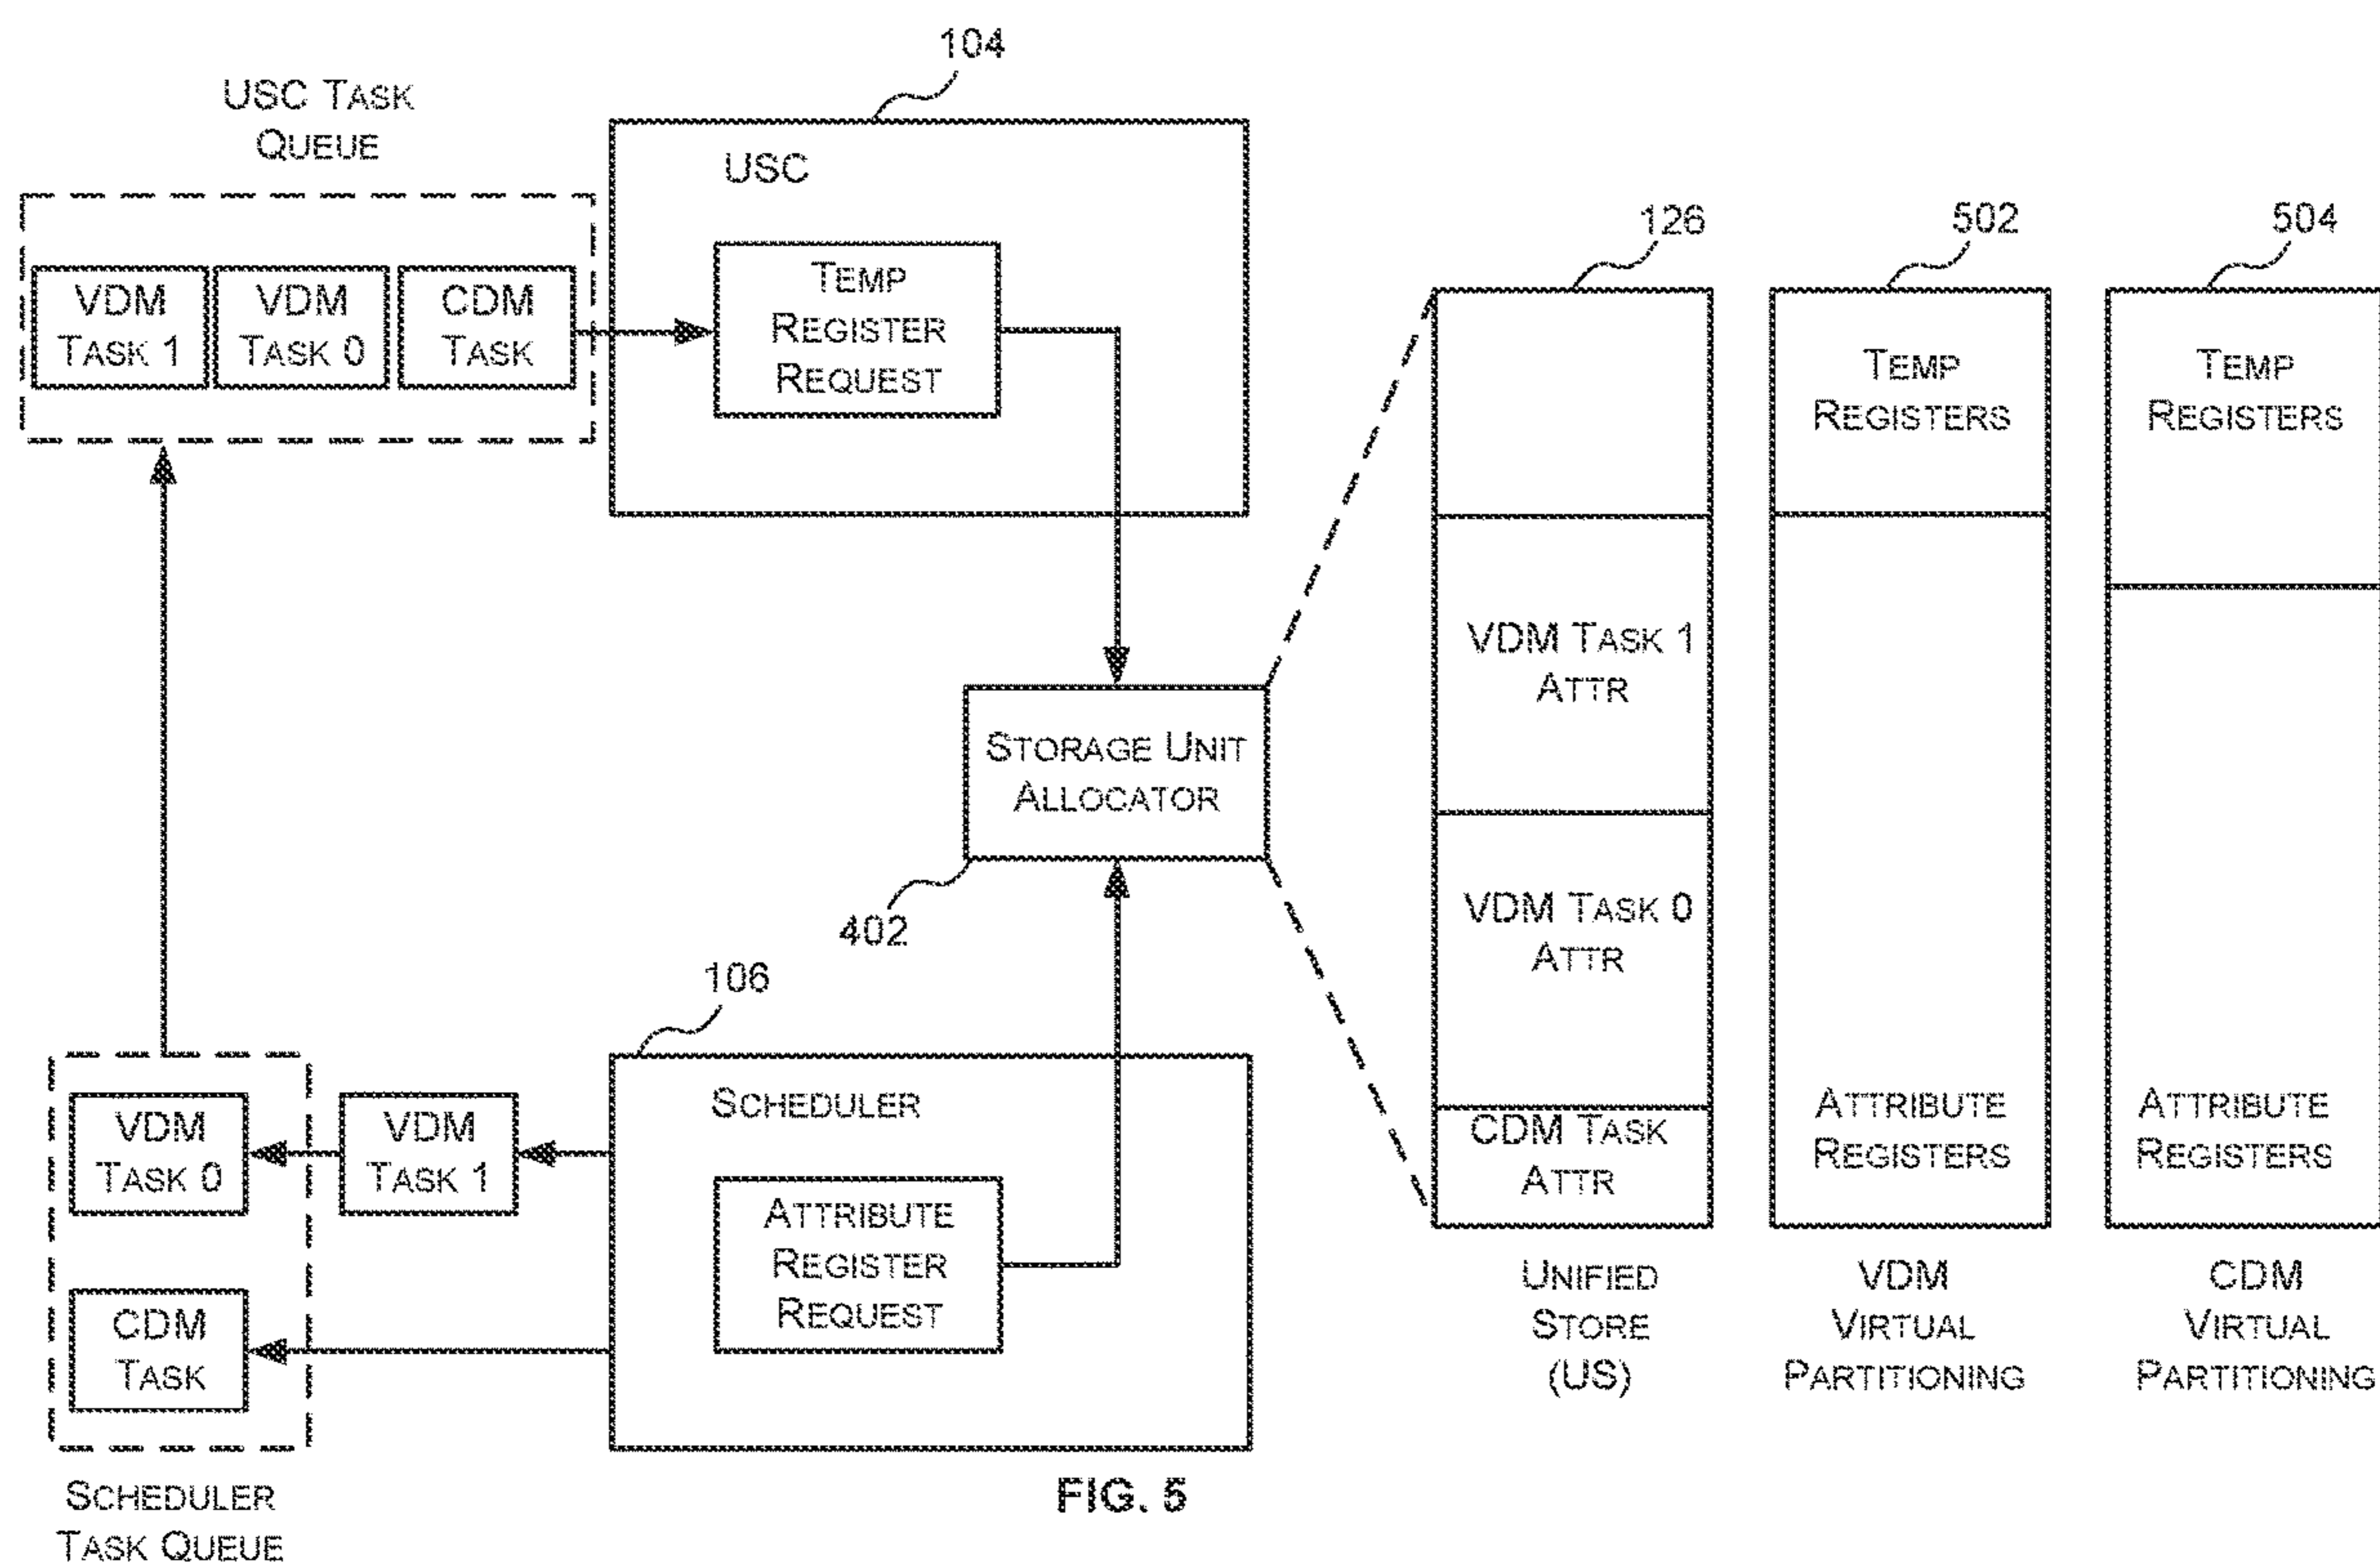 104
USC TASK
QUEUE
USC
126
502
504
VDM
TASK 1
VDM
TASK 0
CDM
TASK
TEMP
REGISTER
REQUEST
TEMP
REGISTERS
TEMP
REGISTERS
VDM TASK 1
ATTR
STORAGE UNIT
ALLOCATOR
402
VDM TASK 0
ATTR
106
SCHEDULER
VDM
TASK 0
VDM
TASK 1
ATTRIBUTE
REGISTER
REQUEST
CDM TASK
ATTR
ATTRIBUTE
REGISTERS
ATTRIBUTE
REGISTERS
CDM
TASK
UNIFIED
STORE
(US)
VDM
VIRTUAL
PARTITIONING
CDM
VIRTUAL
PARTITIONING
SCHEDULER
TASK QUEUE
FIG. 5